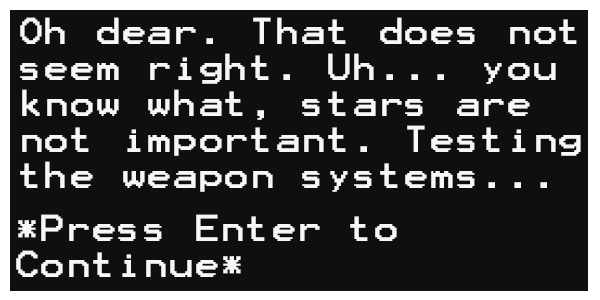 Oh dear. That does not
seem right. Uh... you
know what, stars are
not important. Testing
the weapon systems...
*Press Enter to
Continue*